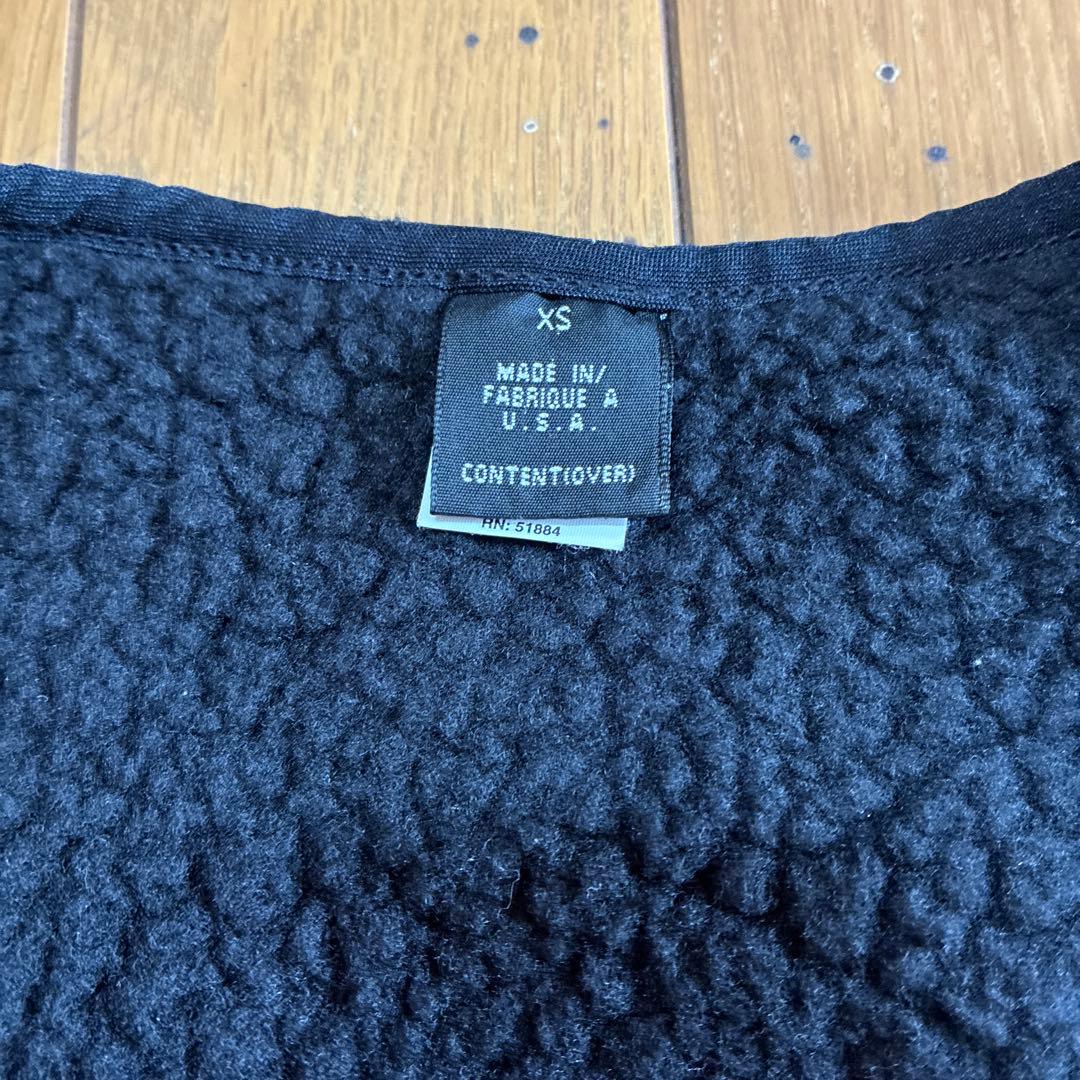 XS
MADE IN/
FABRIQUE A
U.S.A.
CONTENT(OVER)
RN: 51884